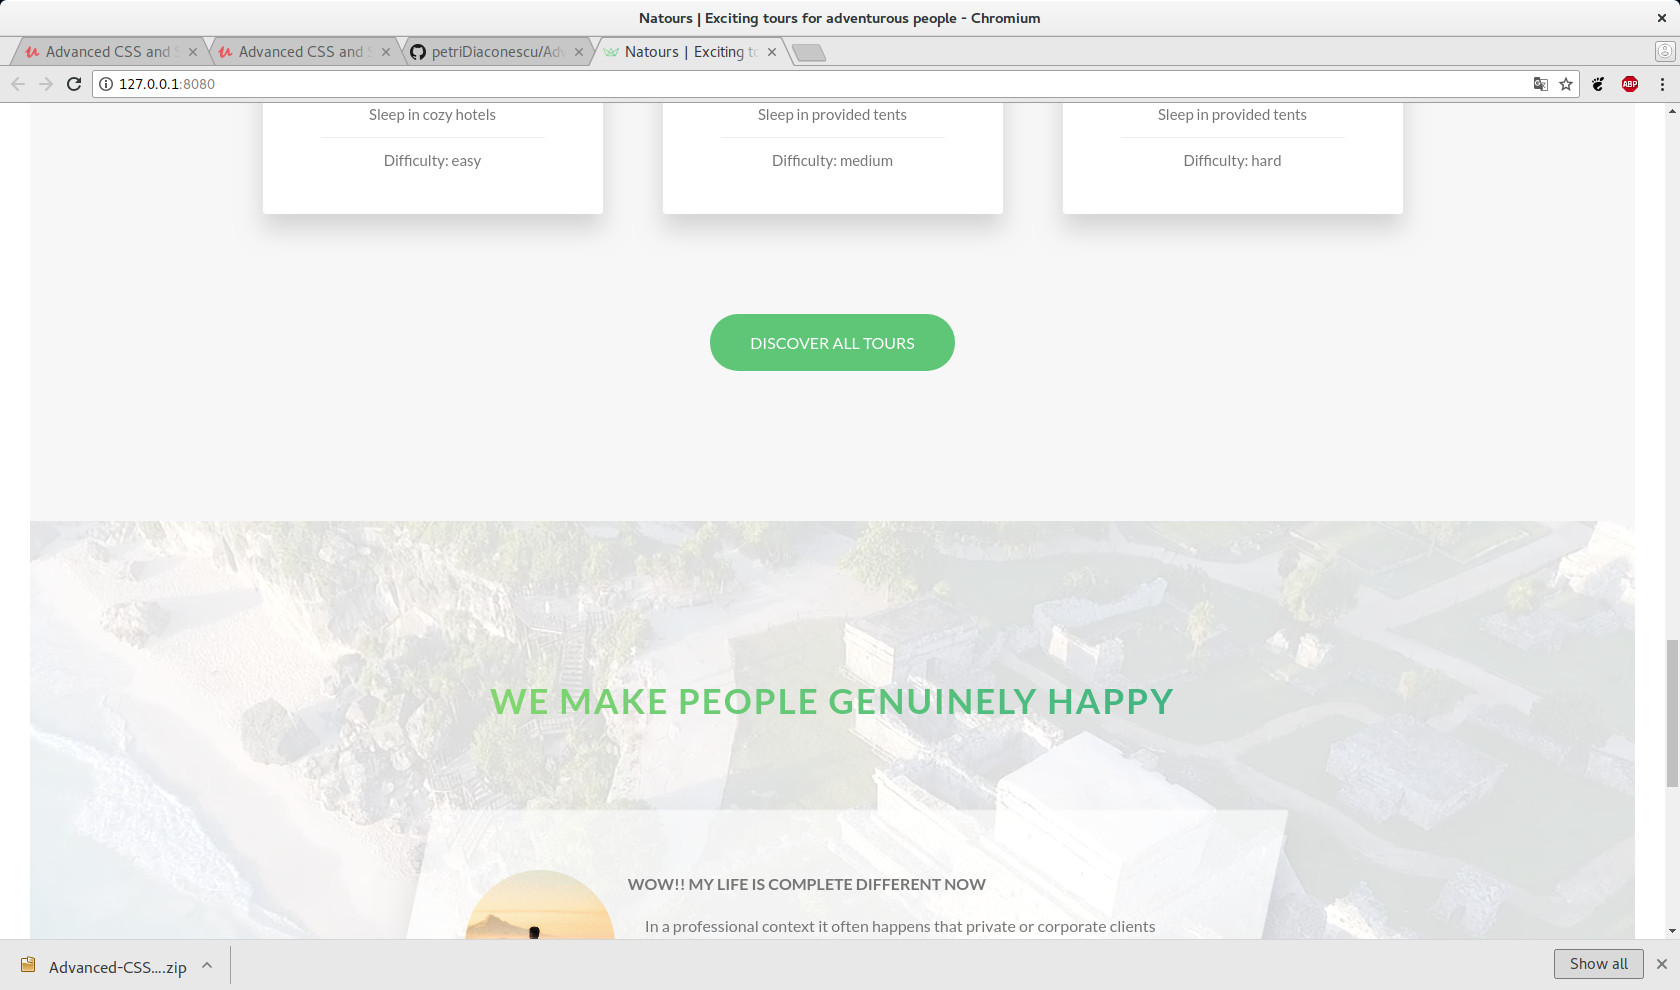 Natours | Exciting tours for adventurous people - Chromium
Advanced CSS and S
Advanced CSS and S
petriDiaconescu/Adv
Natours | Exciting to
127.0.0.1:8080
ABP
Sleep in cozy hotels
Sleep in provided tents
Sleep in provided tents
Difficulty: easy
Difficulty: medium
Difficulty: hard
DISCOVER ALL TOURS
WE MAKE PEOPLE GENUINELY HAPPY
WOW!! MY LIFE IS COMPLETE DIFFERENT NOW
In a professional context it often happens that private or corporate clients
Advanced-CSS....zip
Show all